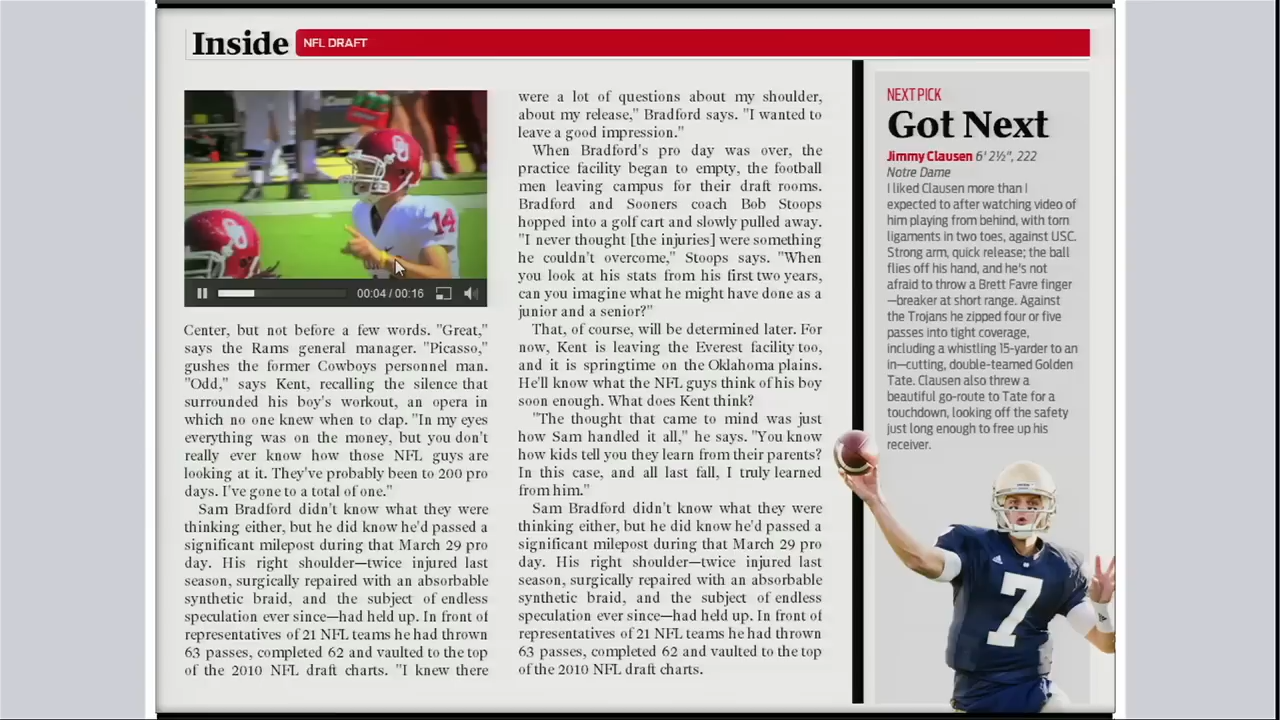 Inside
NFL DRAFT
OU
14
00:04 / 00:16
Center, but not before a few words. "Great,"
says the Rams general manager. "Picasso,"
gushes the former Cowboys personnel man.
"Odd," says Kent, recalling the silence that
surrounded his boy's workout, an opera in
which no one knew when to clap. "In my eyes
everything was on the money, but you don't
really ever know how those NFL guys are
looking at it. They've probably been to 200 pro
days. I've gone to a total of one."
Sam Bradford didn't know what they were
thinking either, but he did know he'd passed a
significant milepost during that March 29 pro
day. His right shoulder—twice injured last
season, surgically repaired with an absorbable
synthetic braid, and the subject of endless
speculation ever since—had held up. In front of
representatives of 21 NFL teams he had thrown
63 passes, completed 62 and vaulted to the top
of the 2010 NFL draft charts. "I knew there
were a lot of questions about my shoulder,
about my release," Bradford says. "I wanted to
leave a good impression."
When Bradford's pro day was over, the
practice facility began to empty, the football
men leaving campus for their draft rooms.
Bradford and Sooners coach Bob Stoops
hopped into a golf cart and slowly pulled away.
"I never thought [the injuries] were something
he couldn't overcome," Stoops says. "When
you look at his stats from his first two years,
can you imagine what he might have done as a
junior and a senior?"
That, of course, will be determined later. For
now, Kent is leaving the Everest facility too,
and it is springtime on the Oklahoma plains.
He'll know what the NFL guys think of his boy
soon enough. What does Kent think?
"The thought that came to mind was just
how Sam handled it all," he says. "You know
how kids tell you they learn from their parents?
In this case, and all last fall, I truly learned
from him."
Sam Bradford didn't know what they were
thinking either, but he did know he'd passed a
significant milepost during that March 29 pro
day. His right shoulder—twice injured last
season, surgically repaired with an absorbable
synthetic braid, and the subject of endless
speculation ever since—had held up. In front of
representatives of 21 NFL teams he had thrown
63 passes, completed 62 and vaulted to the top
of the 2010 NFL draft charts.
NEXT PICK
Got Next
Jimmy Clausen 6' 2½", 222
Notre Dame
I liked Clausen more than I
expected to after watching video of
him playing from behind, with torn
ligaments in two toes, against USC.
Strong arm, quick release; the ball
flies off his hand, and he's not
afraid to throw a Brett Favre finger
—breaker at short range. Against
the Trojans he zipped four or five
passes into tight coverage,
including a whistling 15-yarder to an
in—cutting, double-teamed Golden
Tate. Clausen also threw a
beautiful go-route to Tate for a
touchdown, looking off the safety
just long enough to free up his
receiver.
7